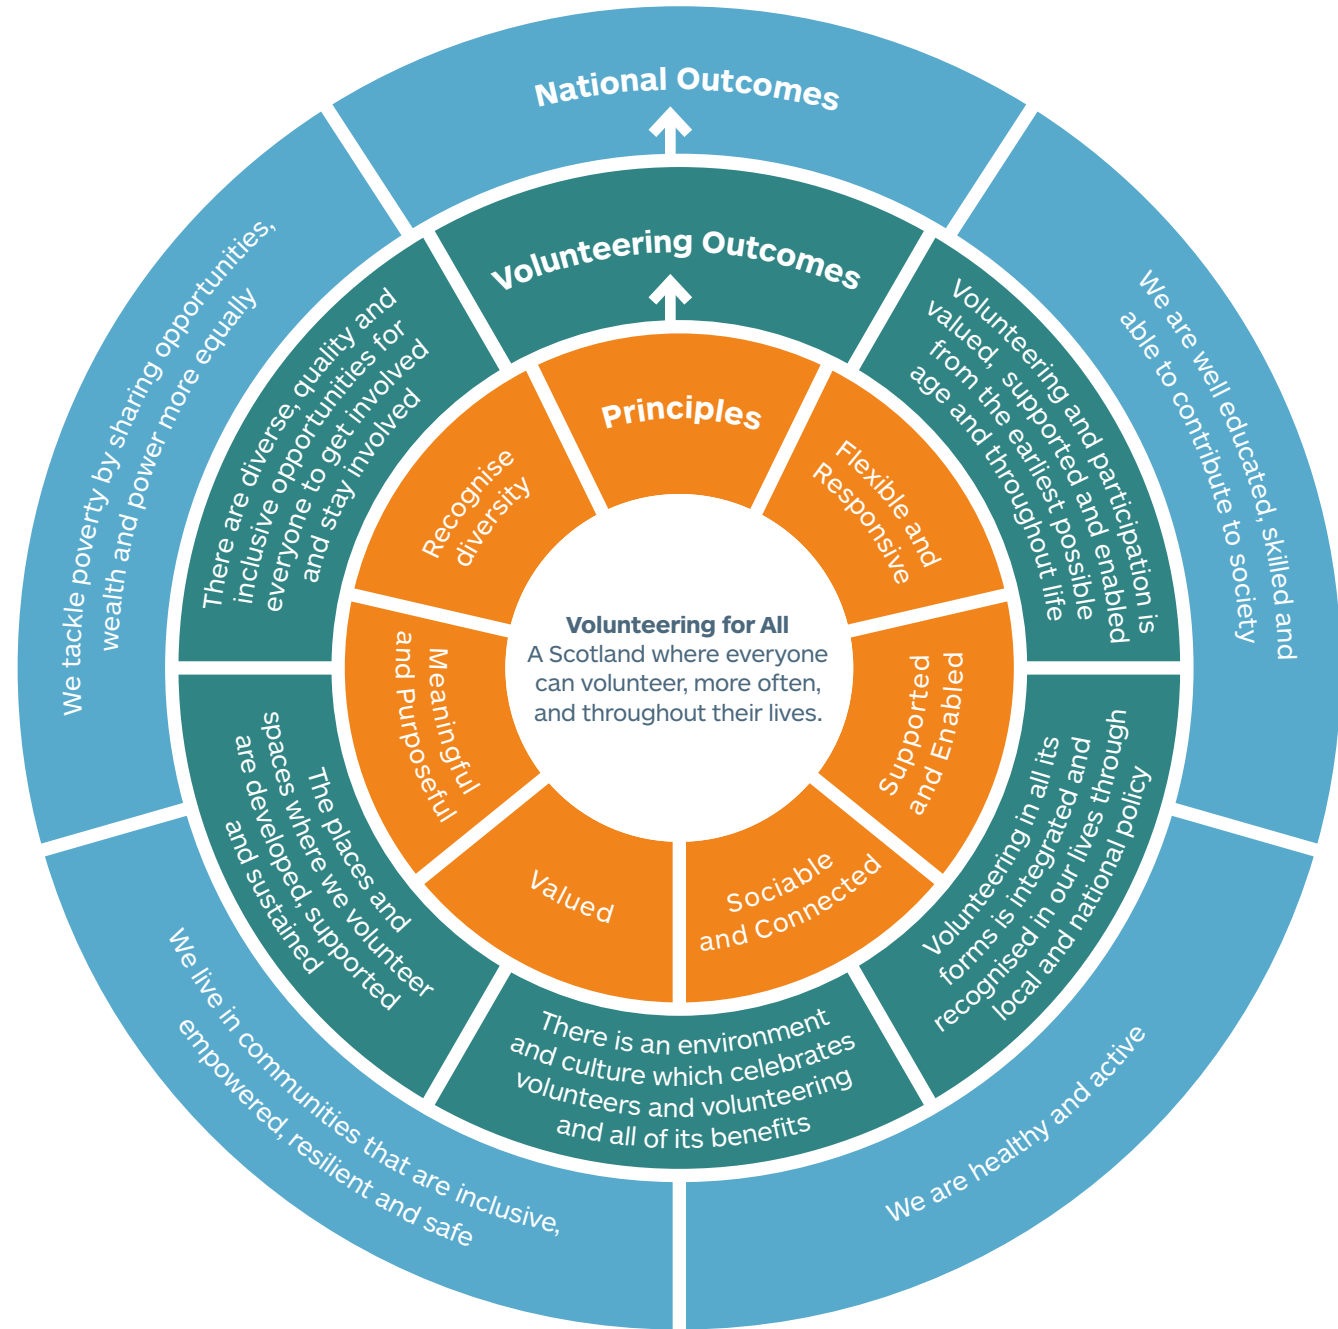 National Outcomes
We are well educated, skilled and
able to contribute to society
We are healthy and active
We live in communities that are inclusive,
empowered, resilient and safe
We tackle poverty by sharing opportunities,
wealth and power more equally
Volunteering Outcomes
Volunteering and participation is
valued, supported and enabled
from the earliest possible
age and throughout life
Volunteering in all its
forms is integrated and
recognised in our lives through
local and national policy
There is an environment
and culture which celebrates
volunteers and volunteering
and all of its benefits
The places and
spaces where we volunteer
are developed, supported
and sustained
There are diverse, quality and
inclusive opportunities for
everyone to get involved
and stay involved
Principles
Flexible and
Responsive
Supported
and Enabled
Sociable
and Connected
Valued
Meaningful
and Purposeful
Recognise
diversity
Volunteering for All
A Scotland where everyone
can volunteer, more often,
and throughout their lives.